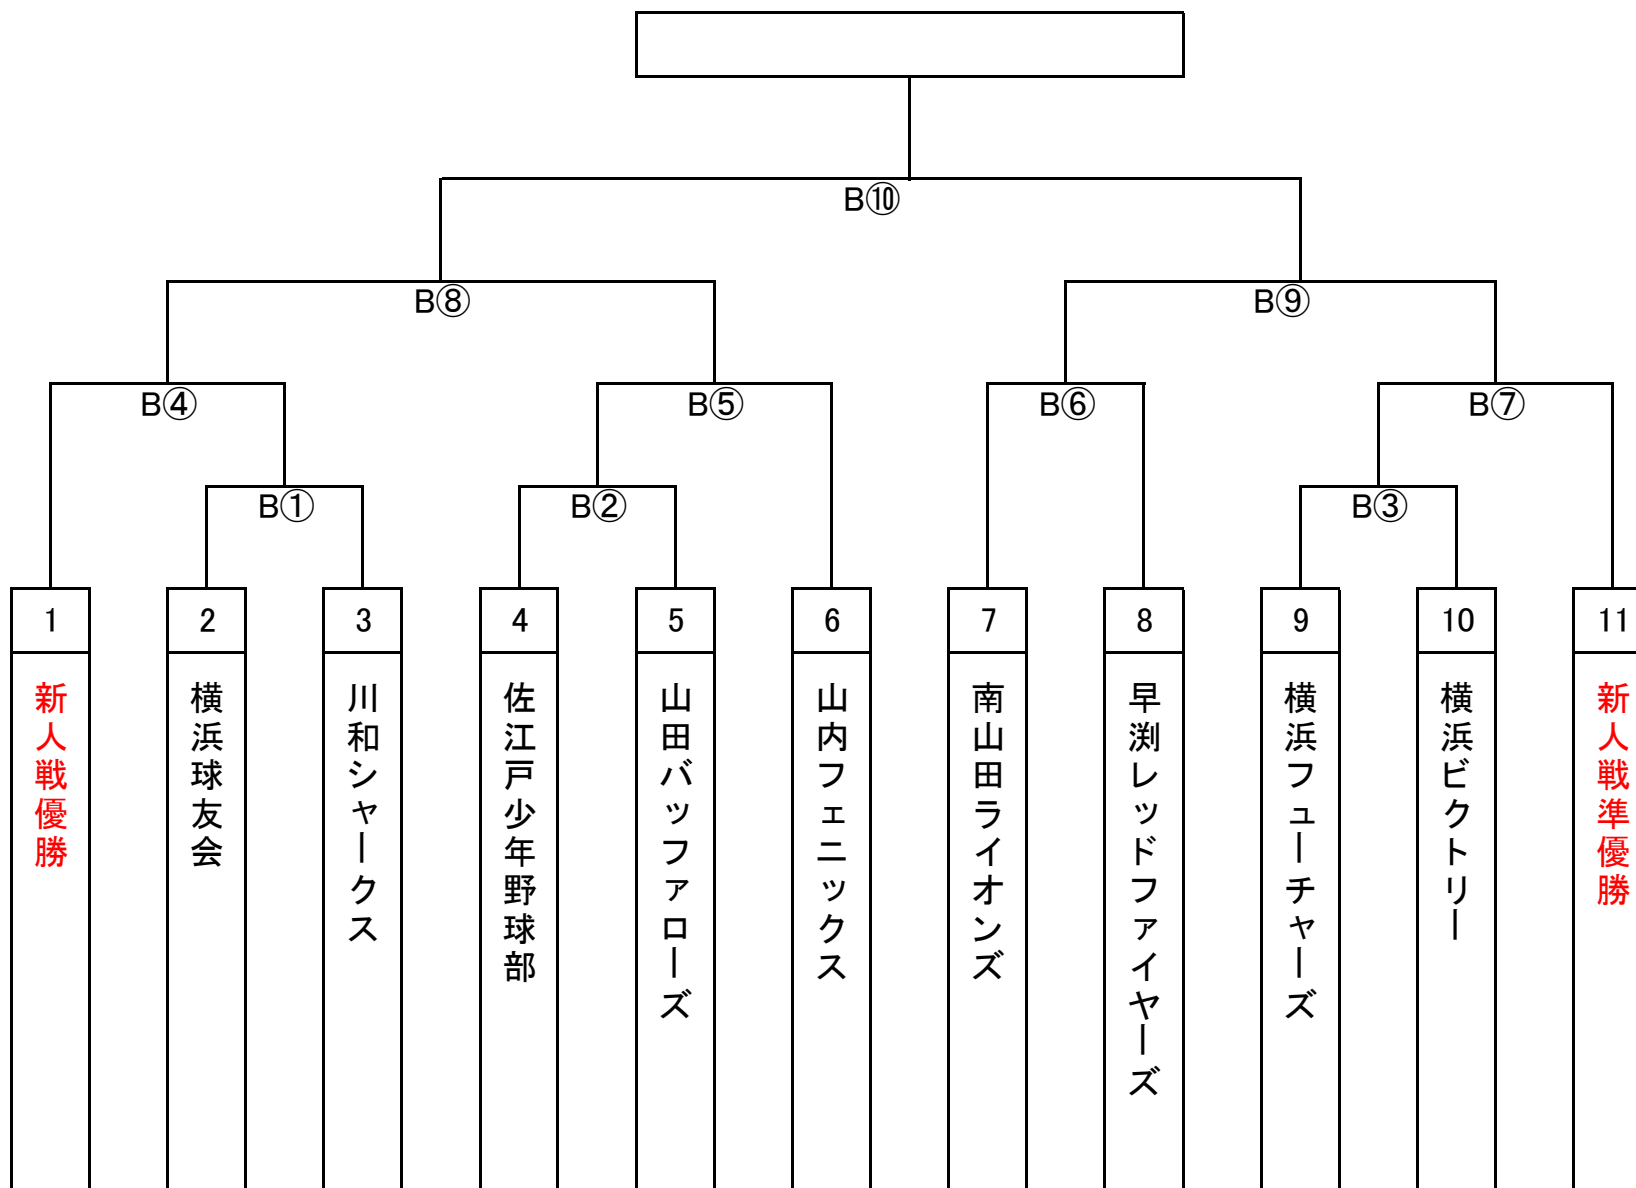 B⑩
B⑧
B⑨
B④
B⑤
B⑥
B⑦
B①
B②
B③
1
2
3
4
5
6
7
8
9
10
11
新人戦優勝
横浜球友会
川和シャークス
佐江戸少年野球部
山田バッファローズ
山内フェニックス
南山田ライオンズ
早渕レッドファイヤーズ
横浜フューチャーズ
横浜ビクトリー
新人戦準優勝